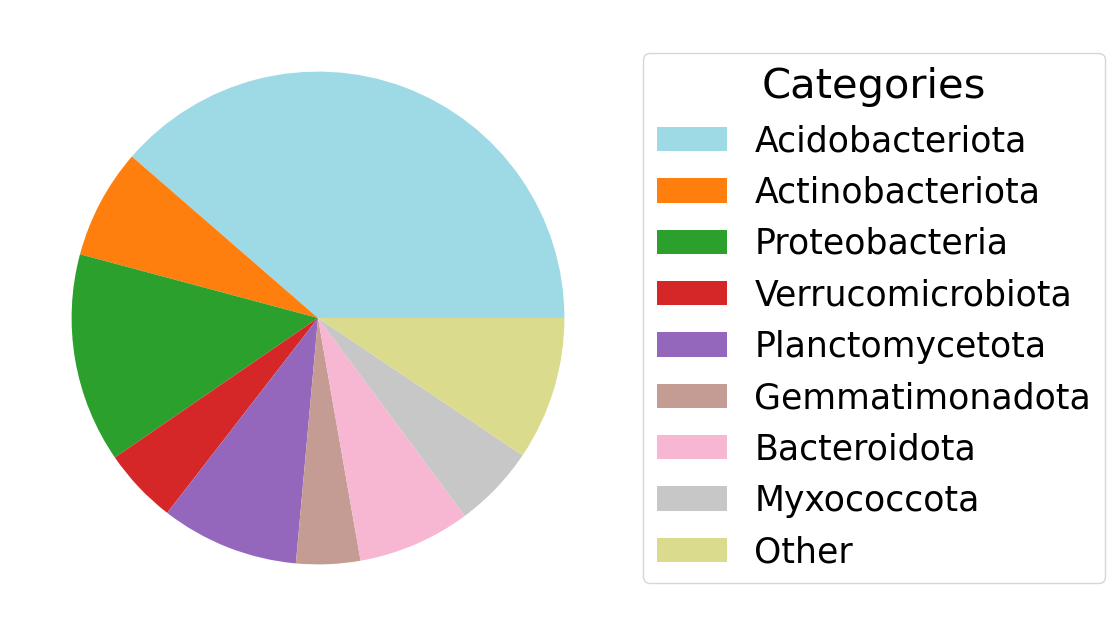 Categories
Acidobacteriota
Actinobacteriota
Proteobacteria
Verrucomicrobiota
Planctomycetota
Gemmatimonadota
Bacteroidota
Myxococcota
Other